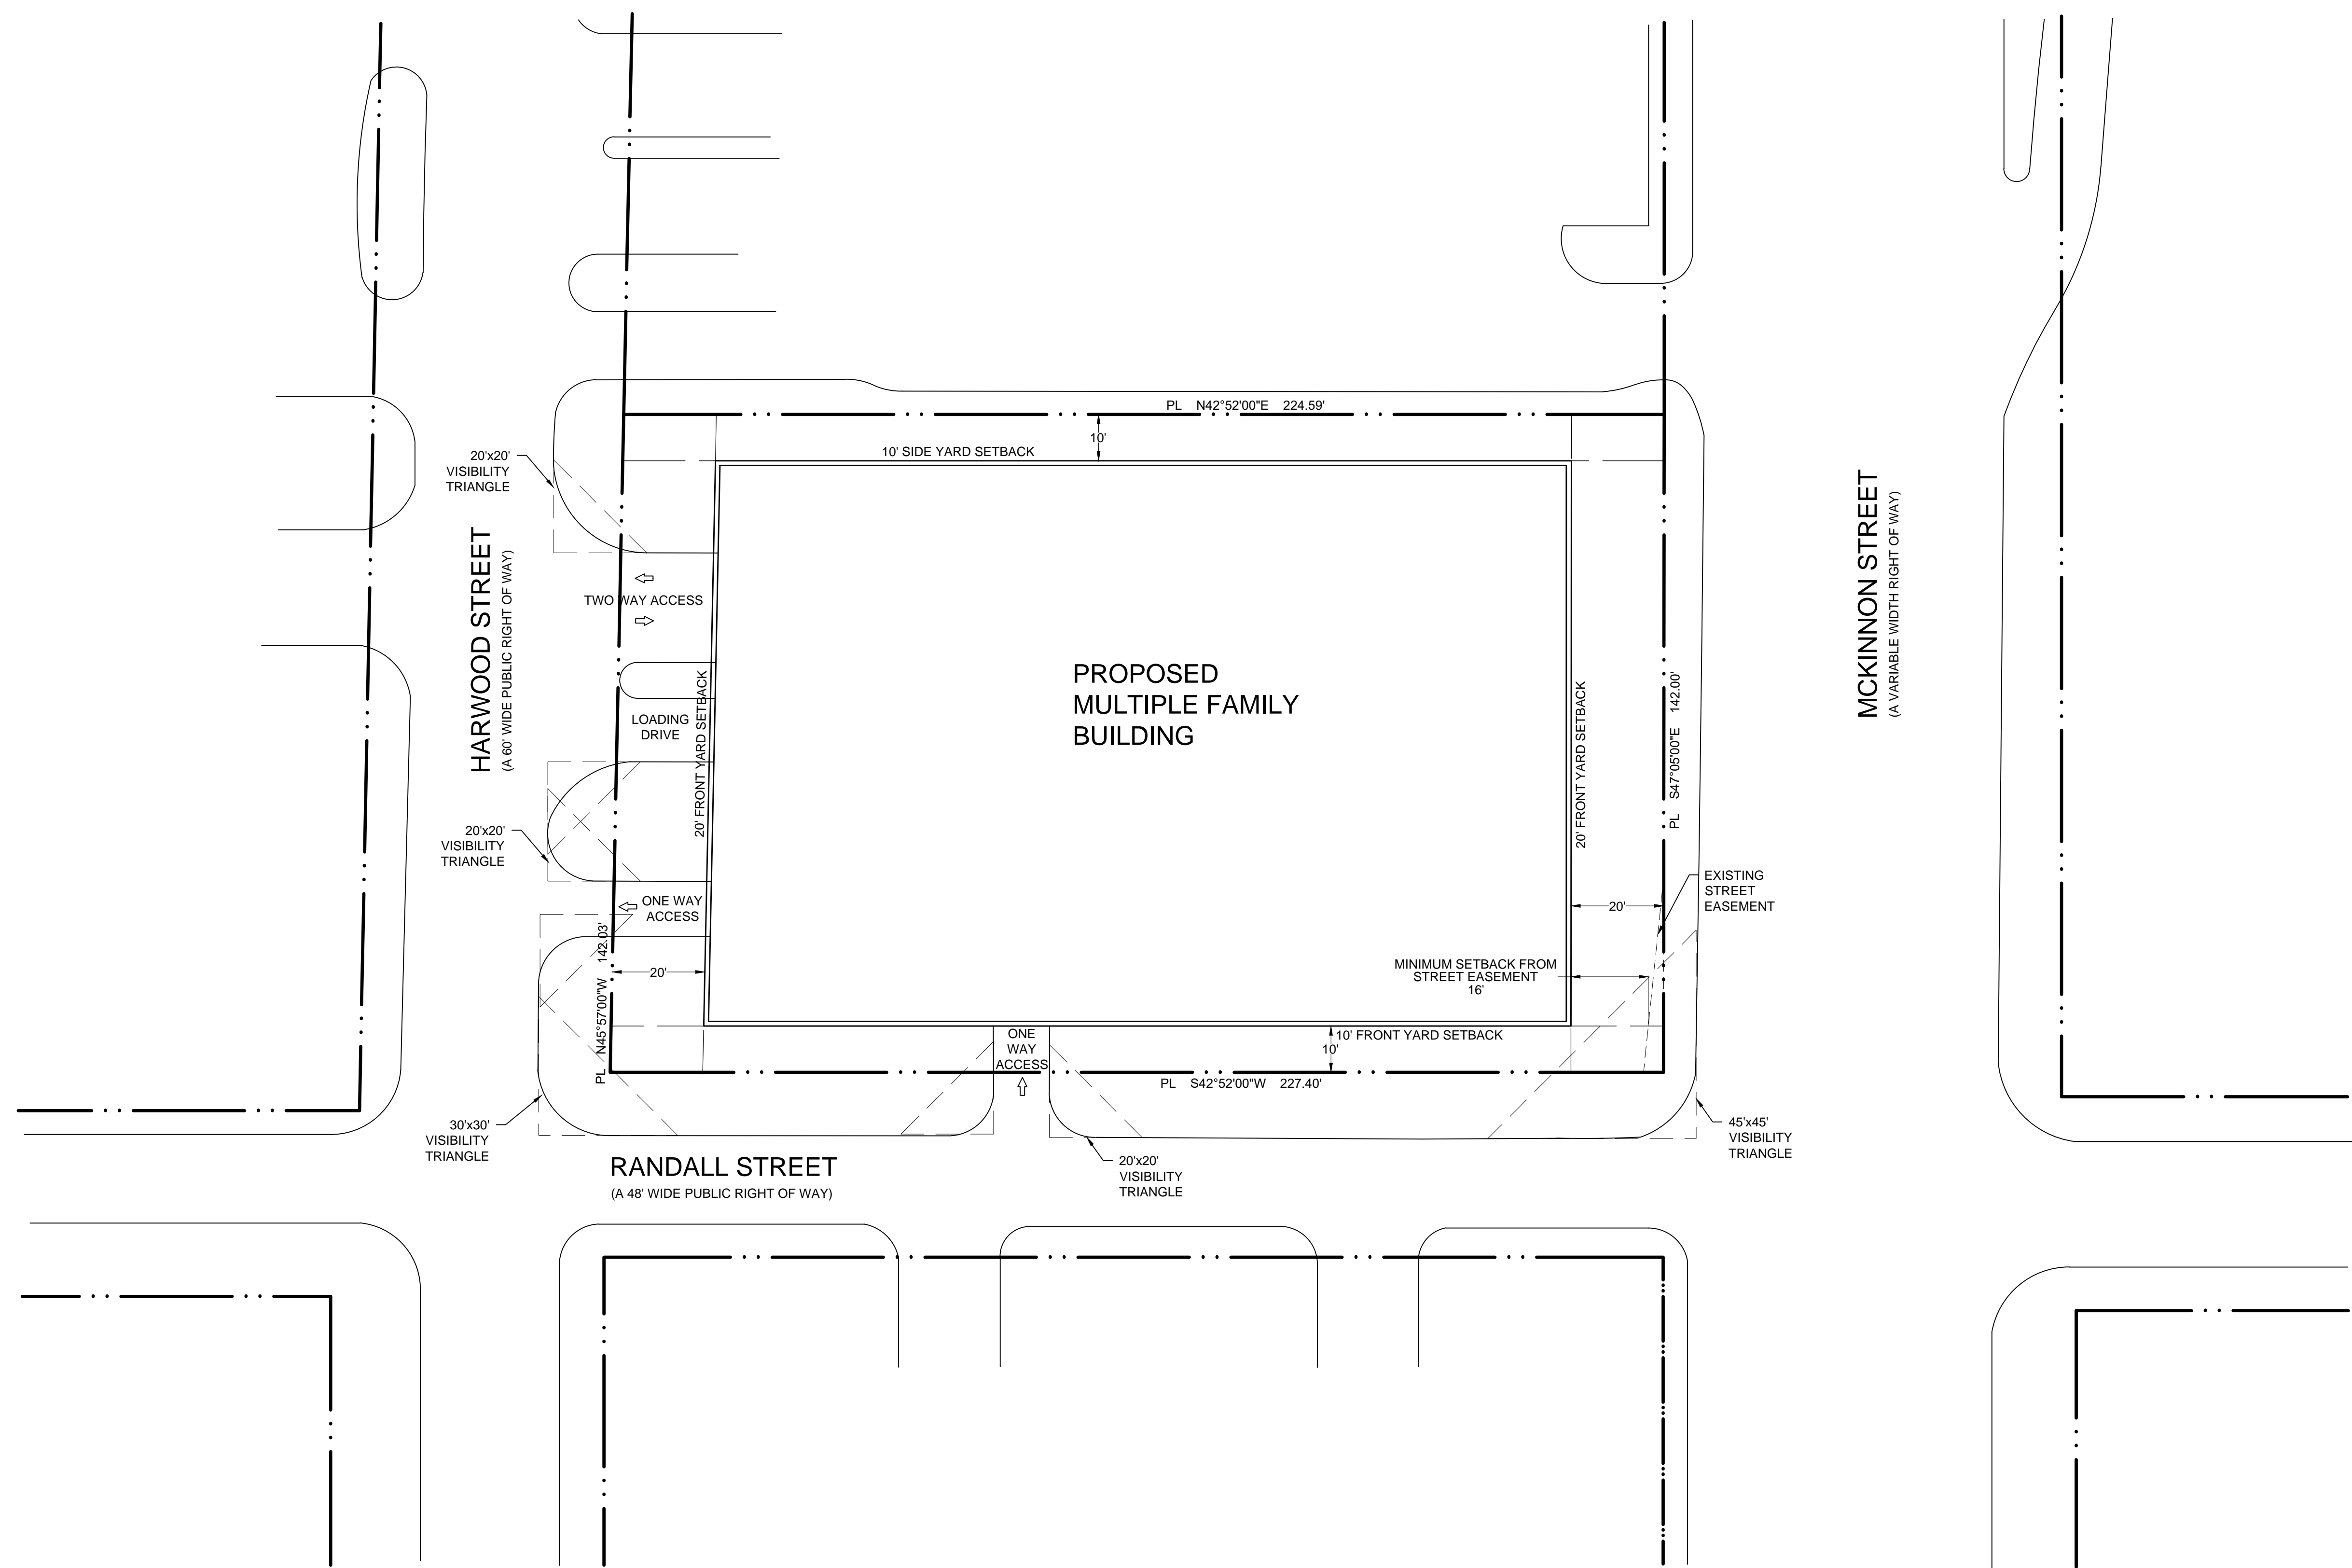 PL N42°52'00"E 224.59'
10'
10' SIDE YARD SETBACK
20'x20'
VISIBILITY
TRIANGLE
HARWOOD STREET
(A 60' WIDE PUBLIC RIGHT OF WAY)
TWO WAY ACCESS
LOADING
DRIVE
20' FRONT YARD SETBACK
PROPOSED
MULTIPLE FAMILY
BUILDING
20' FRONT YARD SETBACK
PL S47°05'00"E 142.00'
MCKINNON STREET
(A VARIABLE WIDTH RIGHT OF WAY)
20'x20'
VISIBILITY
TRIANGLE
ONE WAY
ACCESS
EXISTING
STREET
EASEMENT
20'
PL N45°57'00"W 142.03'
20'
MINIMUM SETBACK FROM
STREET EASEMENT
16'
ONE
WAY
ACCESS
10' FRONT YARD SETBACK
10'
PL S42°52'00"W 227.40'
30'x30'
VISIBILITY
TRIANGLE
45'x45'
VISIBILITY
TRIANGLE
RANDALL STREET
(A 48' WIDE PUBLIC RIGHT OF WAY)
20'x20'
VISIBILITY
TRIANGLE